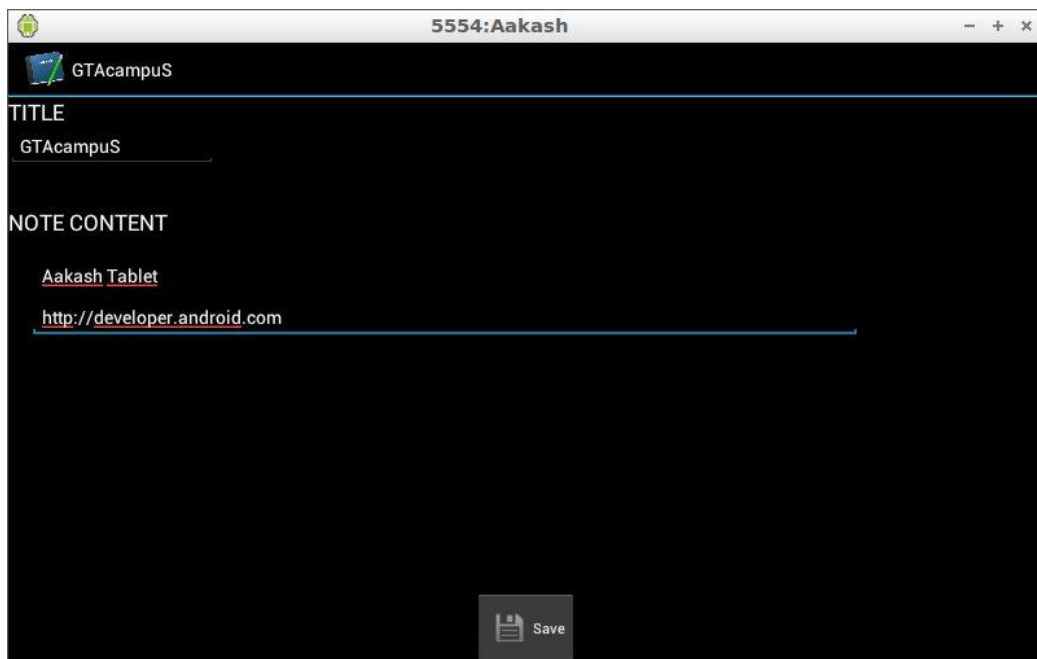 5554:Aakash
GTAcampuS
TITLE
GTAcampuS
NOTE CONTENT
Aakash Tablet
http://developer.android.com
Save